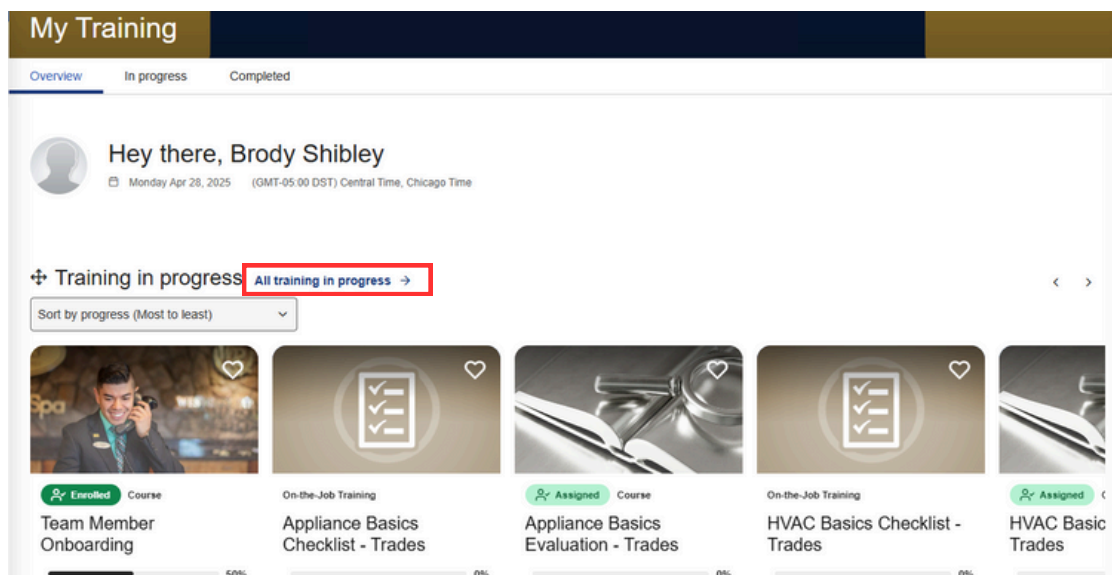 My Training
Overview In progress Completed
Hey there, Brody Shibley
Monday Apr 28, 2025 (GMT-05:00 DST) Central Time, Chicago Time
Training in progress All training in progress →
Sort by progress (Most to least)
Spa
Enrolled Course
Team Member
Onboarding
50%
On-the-Job Training
Appliance Basics
Checklist - Trades
0%
Assigned Course
Appliance Basics
Evaluation - Trades
0%
On-the-Job Training
HVAC Basics Checklist -
Trades
0%
Assigned
HVAC Basic
Trades